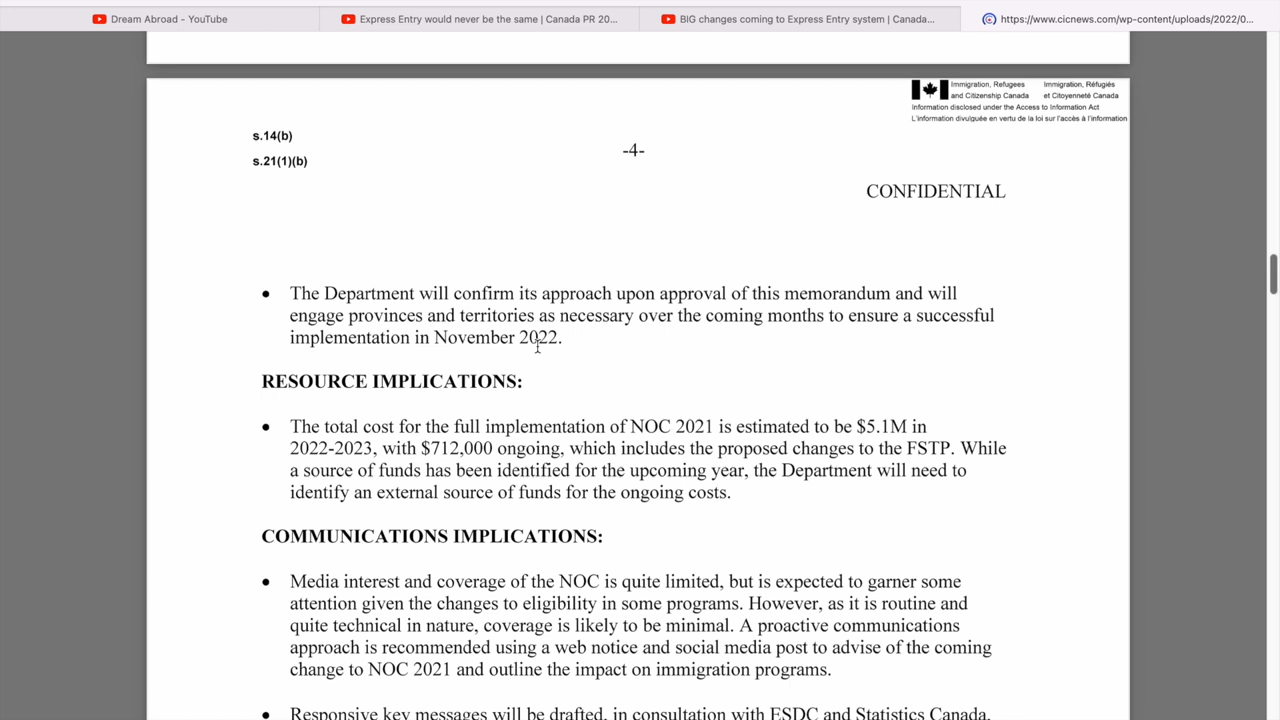 Dream Abroad - YouTube
Express Entry would never be the same | Canada PR 20...
BIG changes coming to Express Entry system | Canada...
https://www.cicnews.com/wp-content/uploads/2022/0...
Immigration, Refugees
and Citizenship Canada
Immigration, Réfugiés
et Citoyenneté Canada
Information disclosed under the Access to Information Act
L'information divulguée en vertu de la loi sur l'accès à l'information
s.14(b)
s.21(1)(b)
-4-
CONFIDENTIAL
• The Department will confirm its approach upon approval of this memorandum and will
engage provinces and territories as necessary over the coming months to ensure a successful
implementation in November 2022.
RESOURCE IMPLICATIONS:
• The total cost for the full implementation of NOC 2021 is estimated to be $5.1M in
2022-2023, with $712,000 ongoing, which includes the proposed changes to the FSTP. While
a source of funds has been identified for the upcoming year, the Department will need to
identify an external source of funds for the ongoing costs.
COMMUNICATIONS IMPLICATIONS:
• Media interest and coverage of the NOC is quite limited, but is expected to garner some
attention given the changes to eligibility in some programs. However, as it is routine and
quite technical in nature, coverage is likely to be minimal. A proactive communications
approach is recommended using a web notice and social media post to advise of the coming
change to NOC 2021 and outline the impact on immigration programs.
• Responsive key messages will be drafted, in consultation with ESDC and Statistics Canada,